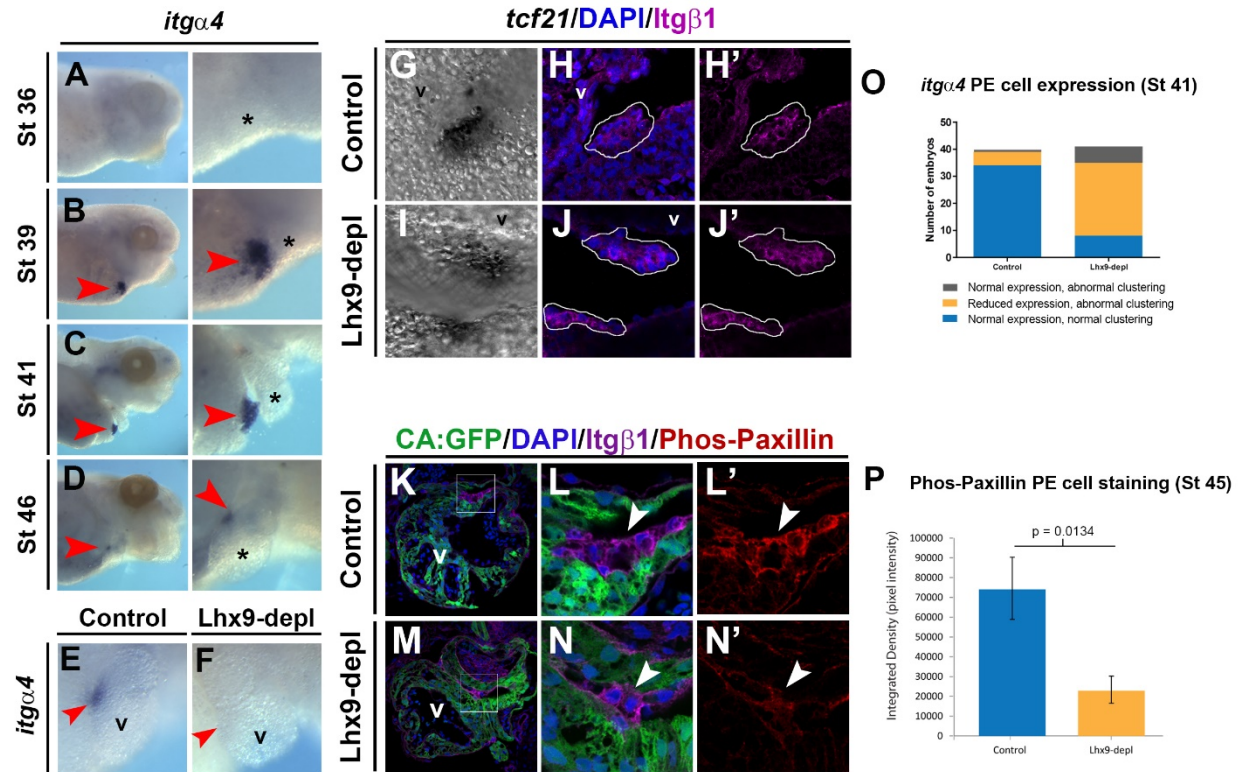 itgα4
St 36
A
*
St 39
B
*
St 41
C
*
St 46
D
*
Control
Lhx9-depl
itgα4
E
v
F
v
tcf21/DAPI/Itgβ1
Control
G
v
H
v
H'
Lhx9-depl
I
v
J
v
J'
CA:GFP/DAPI/Itgβ1/Phos-Paxillin
Control
K
v
L
L'
Lhx9-depl
M
v
N
N'
O
itgα4 PE cell expression (St 41)
Number of embryos
50
40
30
20
10
0
Control
Lhx9-depl
Normal expression, abnormal clustering
Reduced expression, abnormal clustering
Normal expression, normal clustering
P
Phos-Paxillin PE cell staining (St 45)
p = 0.0134
Integrated Density (pixel intensity)
100000
90000
80000
70000
60000
50000
40000
30000
20000
10000
0
Control
Lhx9-depl